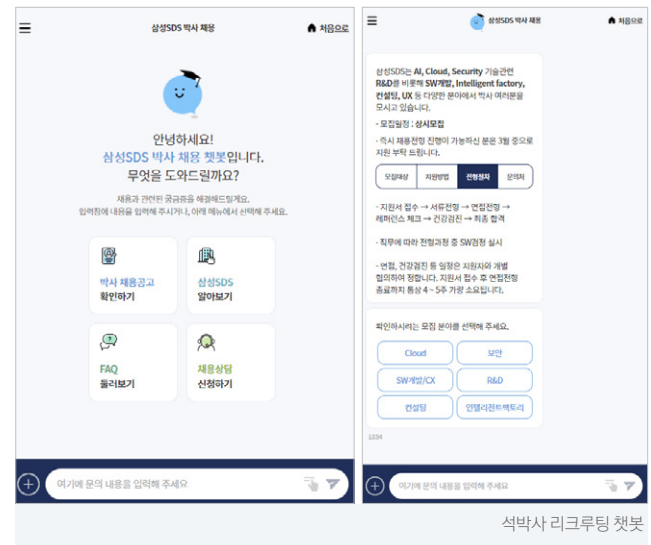 삼성SDS 박사 채용
처음으로
안녕하세요!
삼성SDS 박사 채용 챗봇입니다.
무엇을 도와드릴까요?
채용과 관련된 궁금증을 해결해드릴게요.
입력창에 내용을 입력해 주시거나, 아래 메뉴에서 선택해 주세요.
박사 채용공고
확인하기
삼성SDS
알아보기
FAQ
둘러보기
채용상담
신청하기
여기에 문의 내용을 입력해 주세요
삼성SDS 박사 채용
처음으로
삼성SDS는 AI, Cloud, Security 기술관련
R&D를 비롯해 SW개발, Intelligent factory,
컨설팅, UX 등 다양한 분야에서 박사 여러분을
모시고 있습니다.
- 모집일정 : 상시모집
- 즉시 채용전형 진행이 가능하신 분은 3월 중으로
지원 부탁 드립니다.
모집대상 지원방법 전형절차 문의처
- 지원서 접수 → 서류전형 → 면접전형 →
레퍼런스 체크 → 건강검진 → 최종 합격
- 직무에 따라 전형과정 중 SW검정 실시
- 면접, 건강검진 등 일정은 지원자와 개별
협의하여 정합니다. 지원서 접수 후 면접전형
종료까지 통상 4 ~ 5주 가량 소요됩니다.
확인하시려는 모집 분야를 선택해 주세요.
Cloud 보안
SW개발/CX R&D
컨설팅 인텔리전트팩토리
여기에 문의 내용을 입력해 주세요
석박사 리크루팅 챗봇